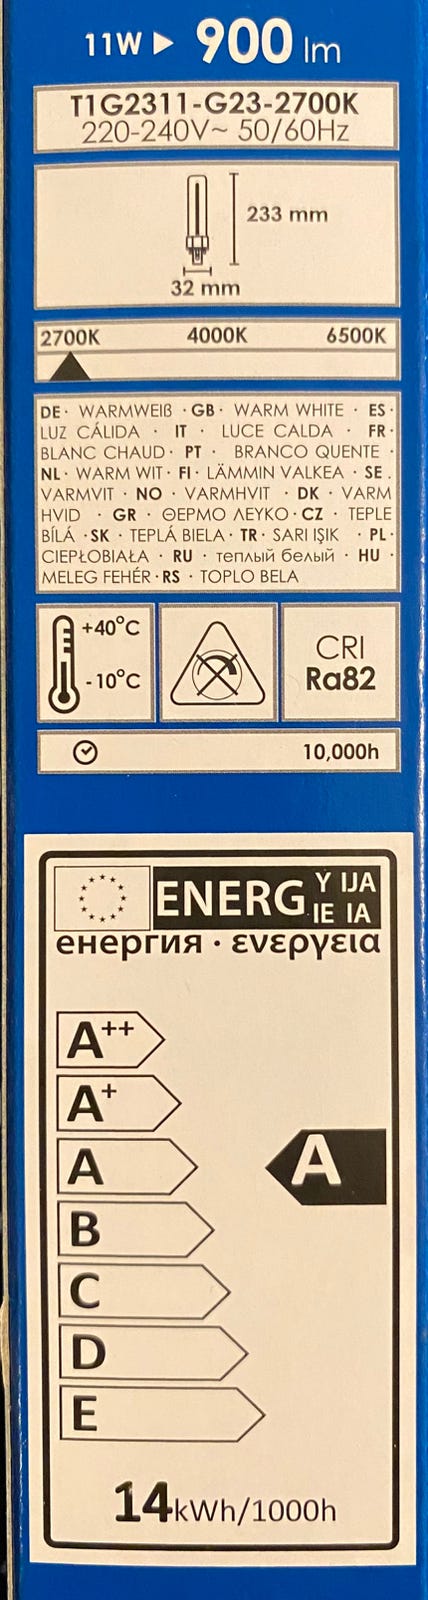 11W ▶ 900 lm
T1G2311-G23-2700K
220-240V~ 50/60Hz
233 mm
32 mm
2700K 4000K 6500K
DE· WARMWEIß ·GB· WARM WHITE · ES·
LUZ CÁLIDA · IT · LUCE CALDA · FR·
BLANC CHAUD· PT · BRANCO QUENTE ·
NL· WARM WIT· FI· LÄMMIN VALKEA · SE .
VARMVIT · NO · VARMHVIT · DK · VARM
HVID · GR · ΘΕΡΜΟ ΛΕΥΚΟ·CZ · TEPLE
BÍLÁ ·SK · TEPLÁ BIELA· TR· SARI IŞIK · PL·
CIEPŁOBIAŁA · RU · теплый белый · HU ·
MELEG FEHÉR·RS · TOPLO BELA
+40°C
-10°C
CRI
Ra82
10,000h
ENERG Y IJA
IE IA
енергия · ενεργεια
A++
A+
A
A
B
C
D
E
14kWh/1000h